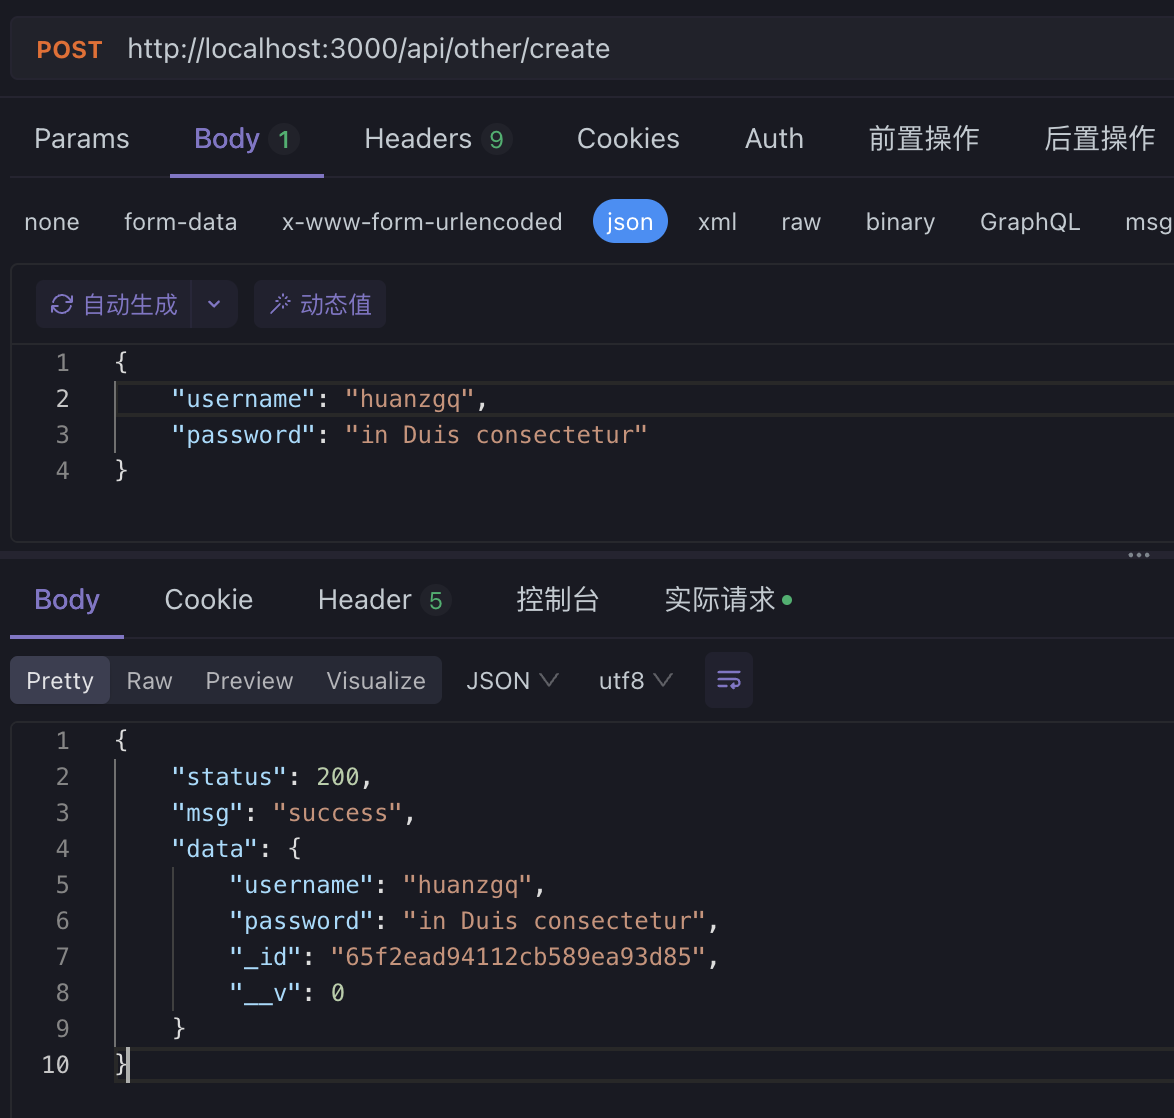 POST http://localhost:3000/api/other/create
Params Body 1 Headers 9 Cookies Auth 前置操作 后置操作
none form-data x-www-form-urlencoded json xml raw binary GraphQL msg
自动生成 动态值
1 {
2 "username": "huanzgq",
3 "password": "in Duis consectetur"
4 }
Body Cookie Header 5 控制台 实际请求
Pretty Raw Preview Visualize JSON utf8
1 {
2 "status": 200,
3 "msg": "success",
4 "data": {
5 "username": "huanzgq",
6 "password": "in Duis consectetur",
7 "_id": "65f2ead94112cb589ea93d85",
8 "__v": 0
9 }
10 }